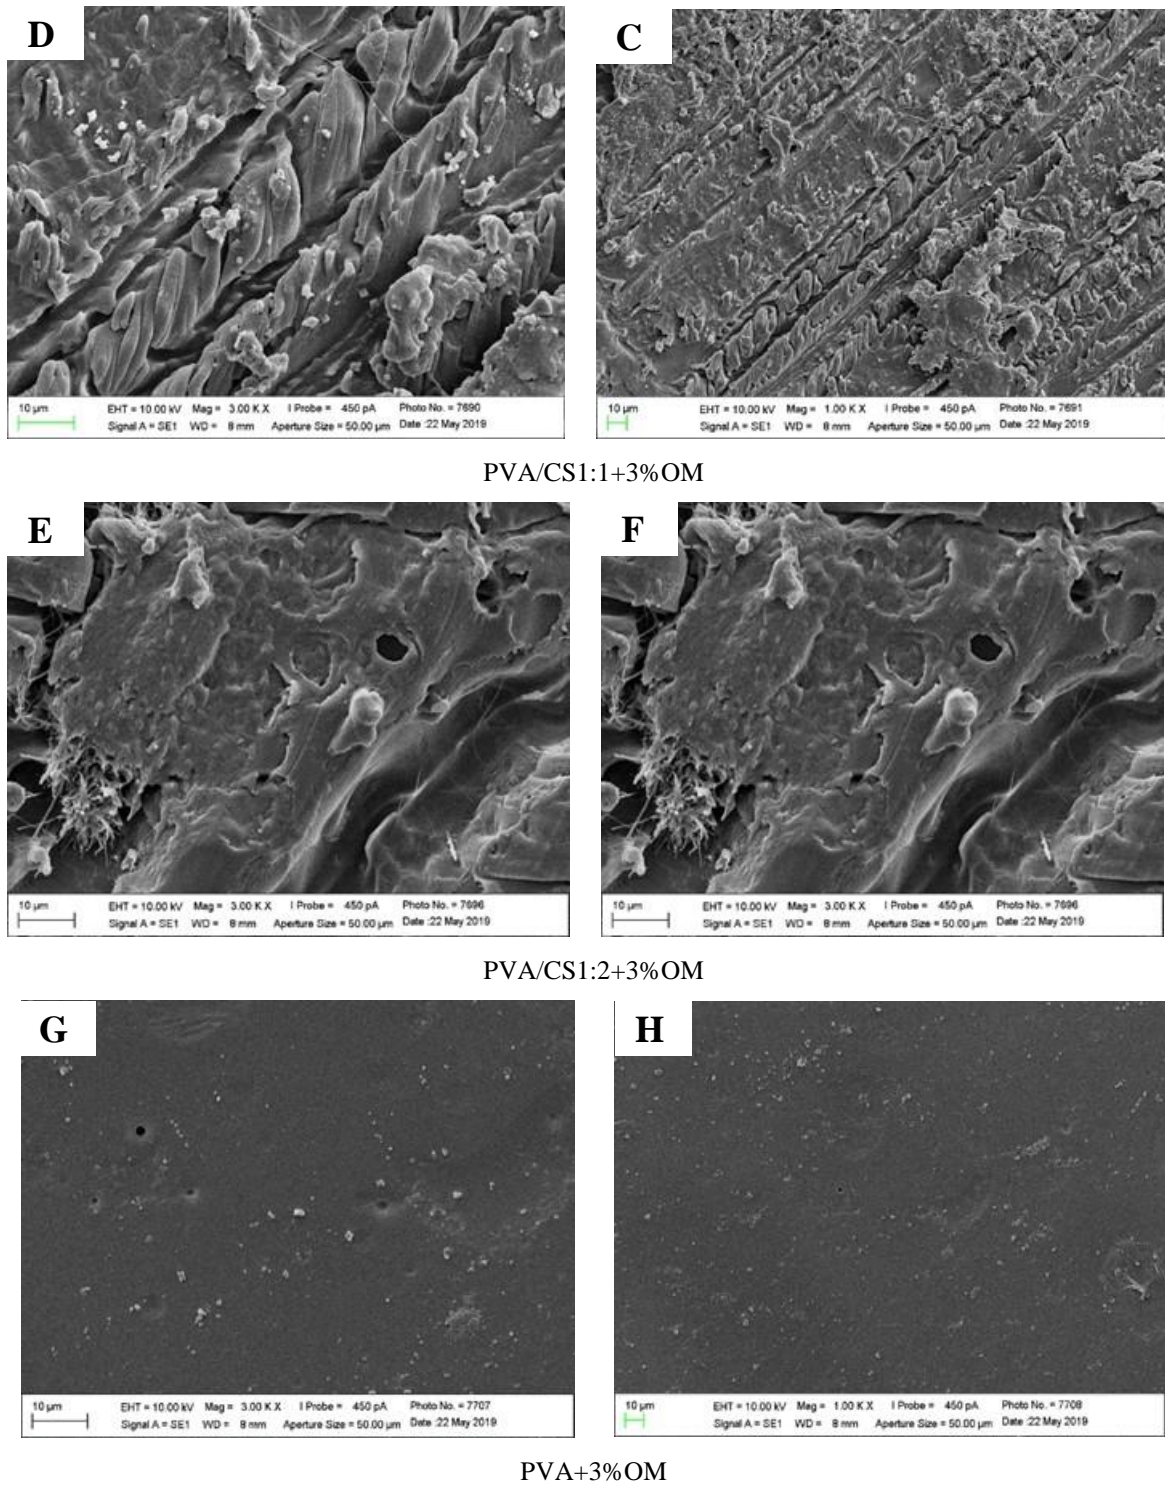 D
C
10 µm EHT = 10.00 kV Mag = 3.00 K X I Probe = 450 pA Photo No. = 7690
Signal A = SE1 WD = 8 mm Aperture Size = 50.00 µm Date :22 May 2019
10 µm EHT = 10.00 kV Mag = 1.00 K X I Probe = 450 pA Photo No. = 7691
Signal A = SE1 WD = 8 mm Aperture Size = 50.00 µm Date :22 May 2019
PVA/CS1:1+3%OM
E
F
10 µm EHT = 10.00 kV Mag = 3.00 K X I Probe = 450 pA Photo No. = 7696
Signal A = SE1 WD = 8 mm Aperture Size = 50.00 µm Date :22 May 2019
10 µm EHT = 10.00 kV Mag = 3.00 K X I Probe = 450 pA Photo No. = 7696
Signal A = SE1 WD = 8 mm Aperture Size = 50.00 µm Date :22 May 2019
PVA/CS1:2+3%OM
G
H
10 µm EHT = 10.00 kV Mag = 3.00 K X I Probe = 450 pA Photo No. = 7707
Signal A = SE1 WD = 8 mm Aperture Size = 50.00 µm Date :22 May 2019
10 µm EHT = 10.00 kV Mag = 1.00 K X I Probe = 450 pA Photo No. = 7708
Signal A = SE1 WD = 8 mm Aperture Size = 50.00 µm Date :22 May 2019
PVA+3%OM